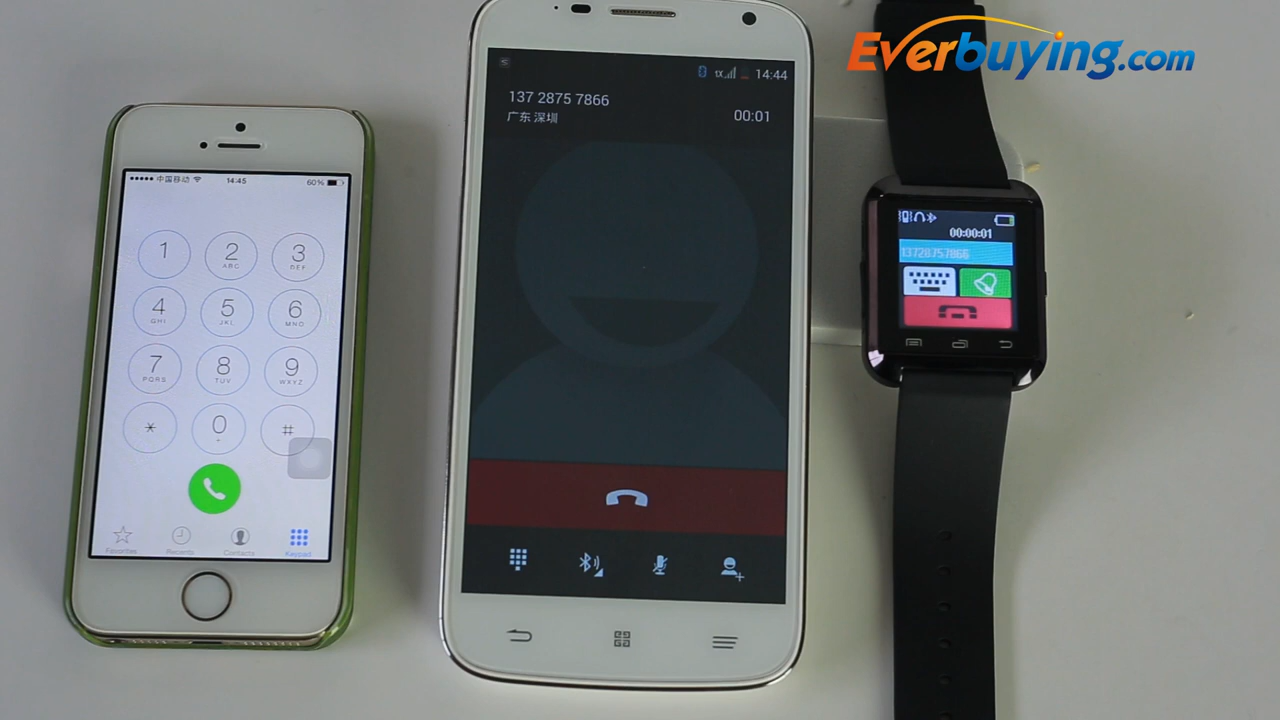 Everbuying.com
中国移动 14:45 60%
1
2 ABC
3 DEF
4 GHI
5 JKL
6 MNO
7 PQRS
8 TUV
9 WXYZ
*
0 +
#
Favorites Recents Contacts Keypad
1X 14:44
137 2875 7866
广东 深圳
00:01
00:00:01
13728757866